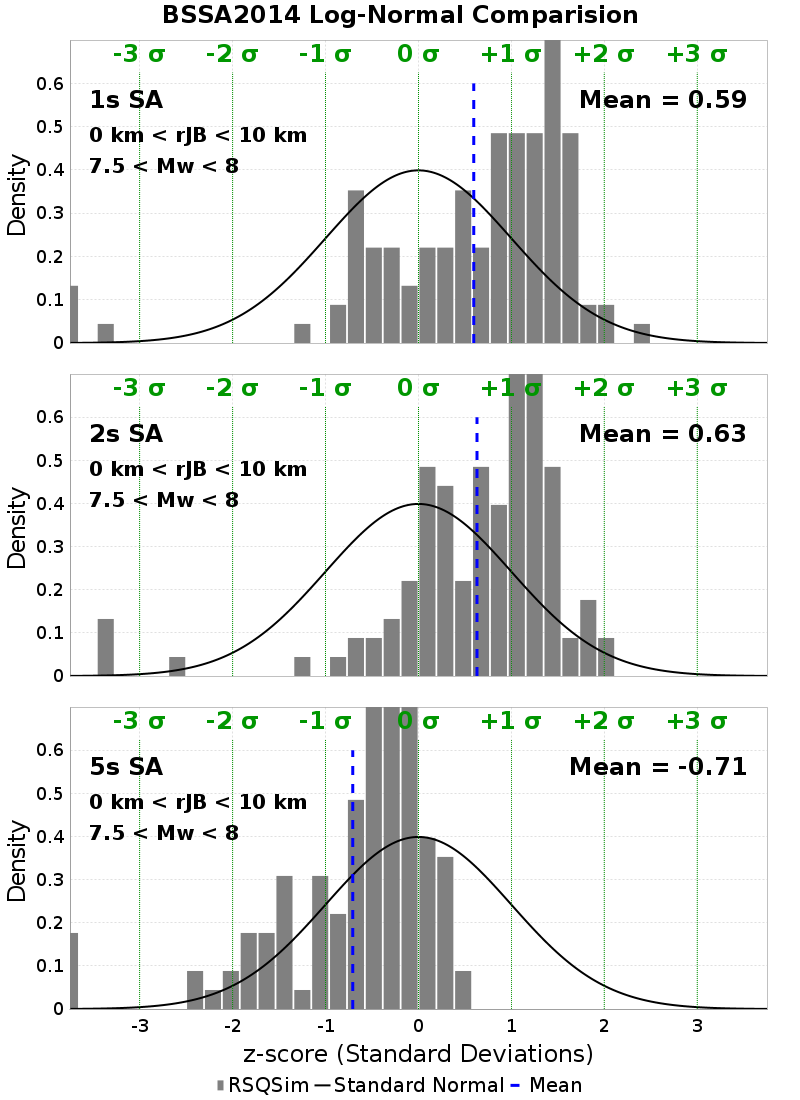 BSSA2014 Log-Normal Comparision
-3 σ -2 σ -1 σ 0 σ +1 σ +2 σ +3 σ
0.6
1s SA Mean = 0.59
0.5
0 km < rJB < 10 km
7.5 < Mw < 8
0.4
Density
0.3
0.2
0.1
0
-3 σ -2 σ -1 σ 0 σ +1 σ +2 σ +3 σ
0.6
2s SA Mean = 0.63
0.5
0 km < rJB < 10 km
7.5 < Mw < 8
0.4
Density
0.3
0.2
0.1
0
-3 σ -2 σ -1 σ 0 σ +1 σ +2 σ +3 σ
0.6
5s SA Mean = -0.71
0.5
0 km < rJB < 10 km
7.5 < Mw < 8
0.4
Density
0.3
0.2
0.1
0
-3 -2 -1 0 1 2 3
z-score (Standard Deviations)
RSQSim Standard Normal Mean